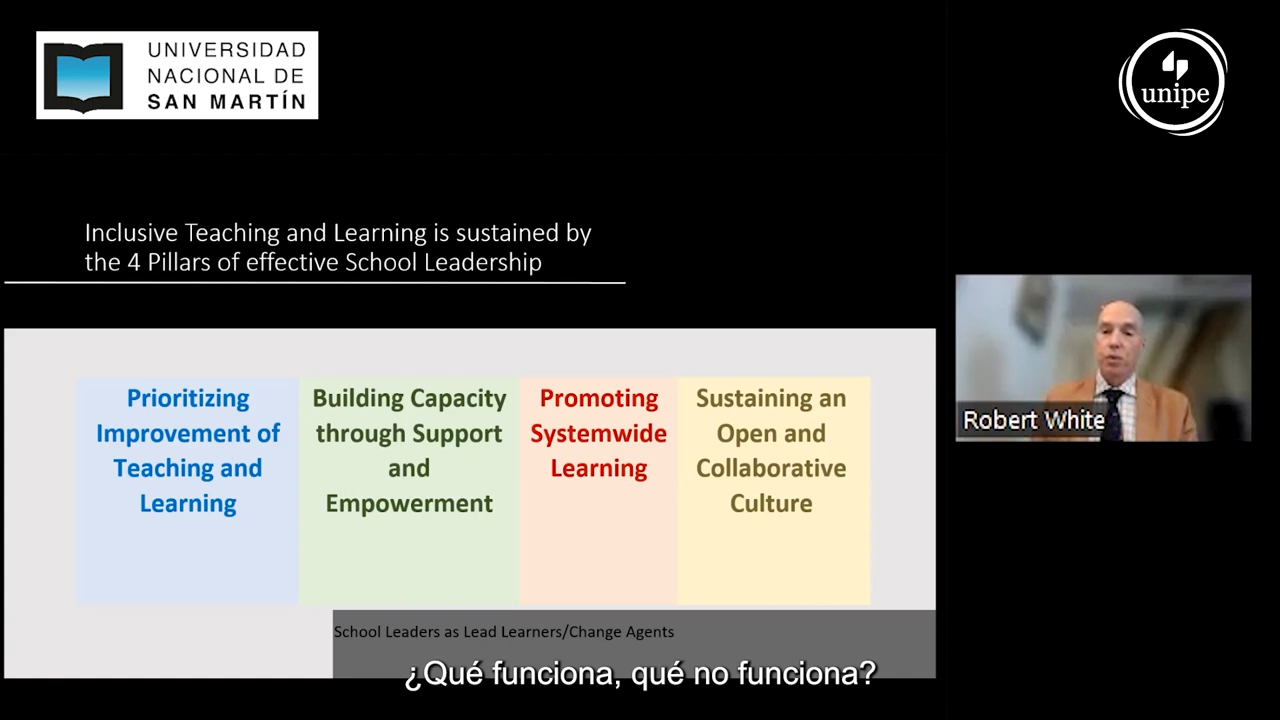 UNIVERSIDAD
NACIONAL DE
SAN MARTÍN
unipe
Inclusive Teaching and Learning is sustained by
the 4 Pillars of effective School Leadership
Prioritizing
Improvement of
Teaching and
Learning
Building Capacity
through Support
and
Empowerment
Promoting
Systemwide
Learning
Sustaining an
Open and
Collaborative
Culture
Robert White
School Leaders as Lead Learners/Change Agents
¿Qué funciona, qué no funciona?